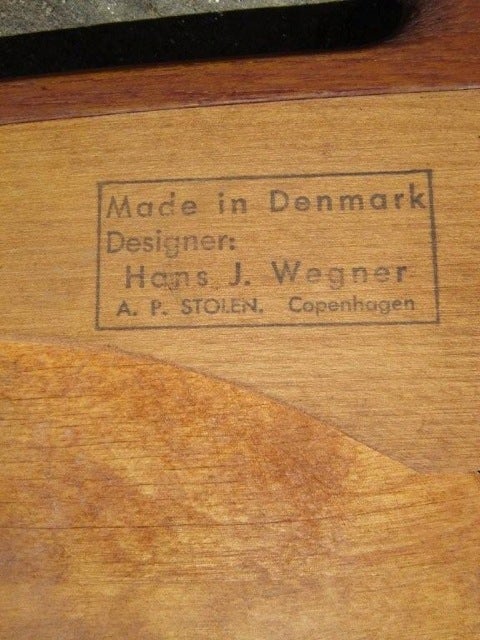 Made in Denmark
Designer:
Hans J. Wegner
A. P. STOLEN. Copenhagen